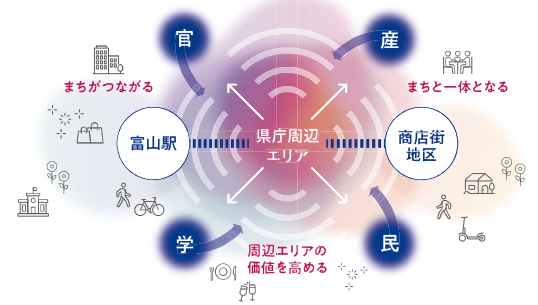 官
産
まちがつながる
まちと一体となる
富山駅
県庁周辺
エリア
商店街
地区
学
民
周辺エリアの
価値を高める